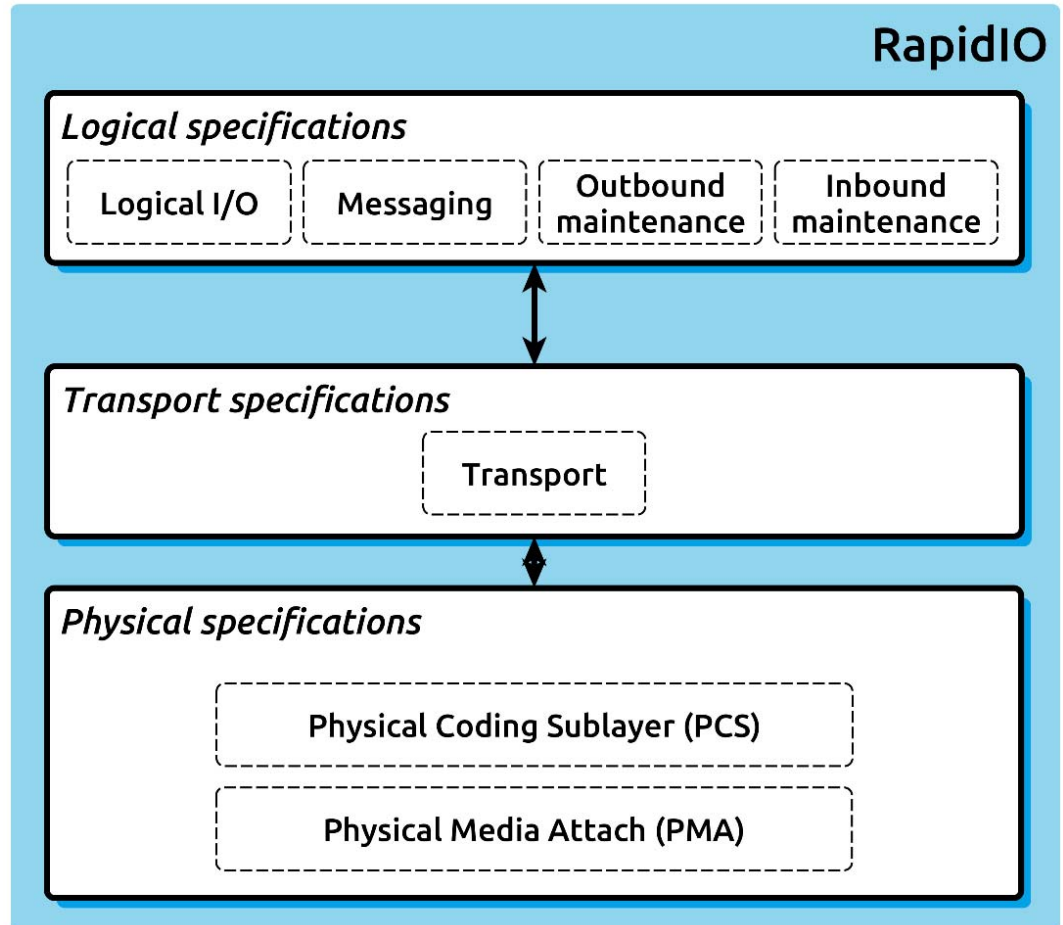 RapidIO
Logical specifications
Logical I/O
Messaging
Outbound
maintenance
Inbound
maintenance
Transport specifications
Transport
Physical specifications
Physical Coding Sublayer (PCS)
Physical Media Attach (PMA)